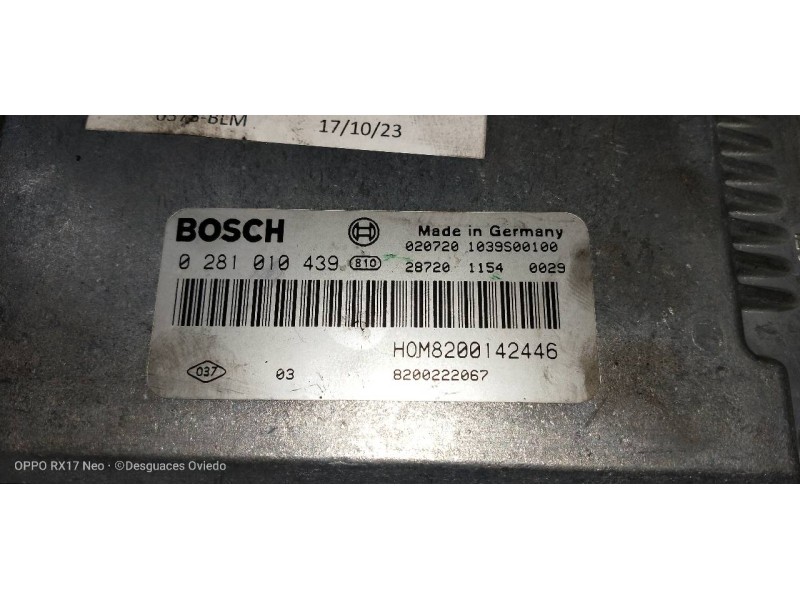 17/10/23
BOSCH
Made in Germany
020720 1039S00100
0 281 010 439 810
28720 1154 0029
HOM8200142446
037 03 8200222067
OPPO RX17 Neo · ©Desguaces Oviedo